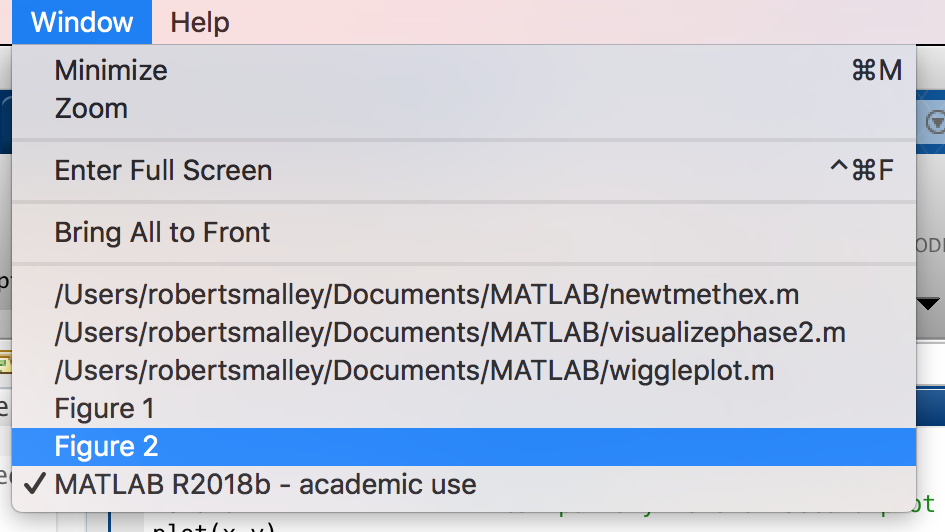 Window Help
Minimize ⌘M
Zoom
Enter Full Screen ^⌘F
Bring All to Front
/Users/robertsmalley/Documents/MATLAB/newtmethex.m
/Users/robertsmalley/Documents/MATLAB/visualizephase2.m
/Users/robertsmalley/Documents/MATLAB/wiggleplot.m
Figure 1
Figure 2
✓ MATLAB R2018b - academic use